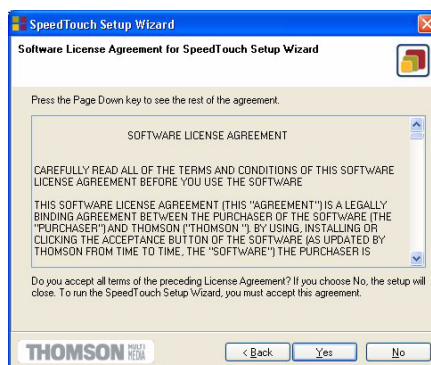 SpeedTouch Setup Wizard
Software License Agreement for SpeedTouch Setup Wizard
Press the Page Down key to see the rest of the agreement.
SOFTWARE LICENSE AGREEMENT
CAREFULLY READ ALL OF THE TERMS AND CONDITIONS OF THIS SOFTWARE
LICENSE AGREEMENT BEFORE YOU USE THE SOFTWARE
THIS SOFTWARE LICENSE AGREEMENT (THIS "AGREEMENT") IS A LEGALLY
BINDING AGREEMENT BETWEEN THE PURCHASER OF THE SOFTWARE (THE
"PURCHASER") AND THOMSON ("THOMSON "). BY USING, INSTALLING OR
CLICKING THE ACCEPTANCE BUTTON OF THE SOFTWARE (AS UPDATED BY
THOMSON FROM TIME TO TIME, THE "SOFTWARE") THE PURCHASER IS
Do you accept all terms of the preceding License Agreement? If you choose No, the setup will
close. To run the SpeedTouch Setup Wizard, you must accept this agreement.
THOMSON MULTI MEDIA
< Back Yes No